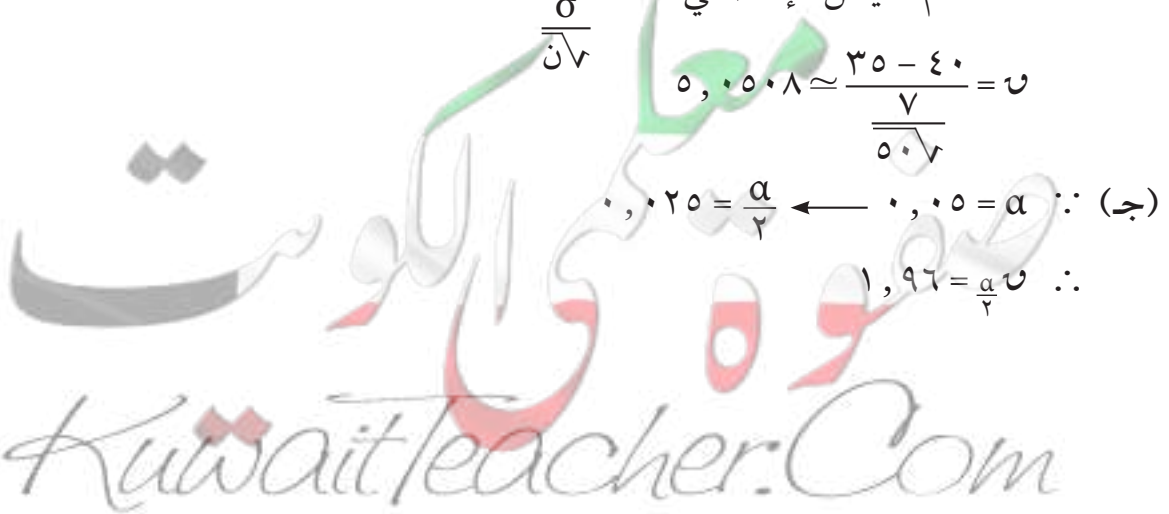 σ / √ن
ن = (٤٠ − ٣٥) / (٧ / √٥٠) ≃ ٥,٠٥٠٨
(جـ) ∵ α = ٠,٠٥ ← α/٢ = ٠,٠٢٥
∴ ن α/٢ = ١,٩٦
KuwaitTeacher.Com